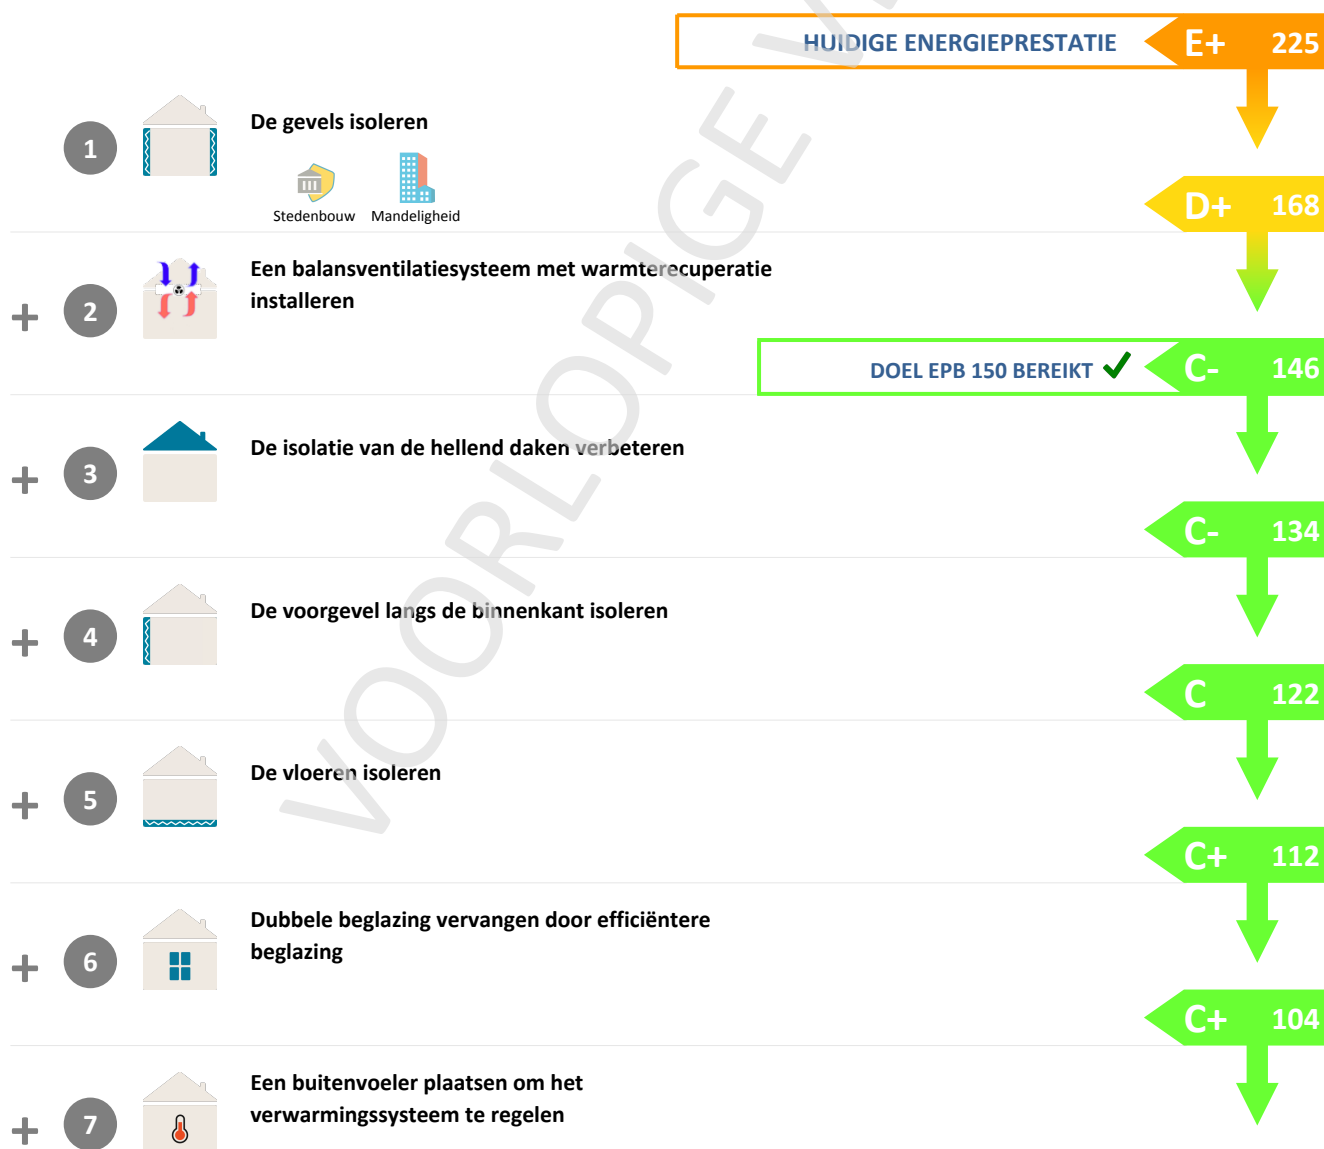 HUIDIGE ENERGIEPRESTATIE E+ 225
1 De gevels isoleren
Stedenbouw Mandeligheid
D+ 168
+ 2 Een balansventilatiesysteem met warmterecuperatie
installeren
DOEL EPB 150 BEREIKT ✓ C- 146
+ 3 De isolatie van de hellend daken verbeteren
C- 134
+ 4 De voorgevel langs de binnenkant isoleren
C 122
+ 5 De vloeren isoleren
C+ 112
+ 6 Dubbele beglazing vervangen door efficiëntere
beglazing
C+ 104
+ 7 Een buitenvoeler plaatsen om het
verwarmingssysteem te regelen
VOORLOPIGE V